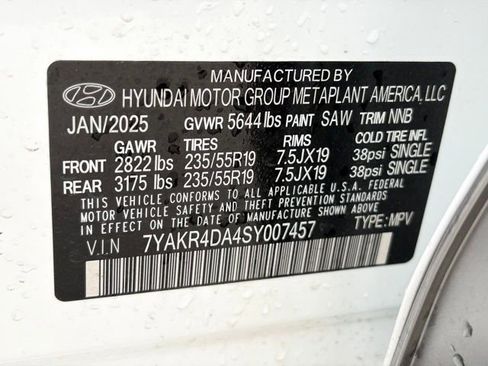 MANUFACTURED BY
HYUNDAI MOTOR GROUP METAPLANT AMERICA, LLC
JAN/2025 GVWR 5644 lbs PAINT SAW TRIM NNB
GAWR TIRES RIMS COLD TIRE INFL
FRONT 2822 lbs 235/55R19 7.5JX19 38psi SINGLE
REAR 3175 lbs 235/55R19 7.5JX19 38psi SINGLE
THIS VEHICLE CONFORMS TO ALL APPLICABLE U.S.A. FEDERAL
MOTOR VEHICLE SAFETY AND THEFT PREVENTION STANDARDS
IN EFFECT ON THE DATE OF MANUFACTURE SHOWN ABOVE.
V.I.N 7YAKR4DA4SY007457 TYPE: MPV